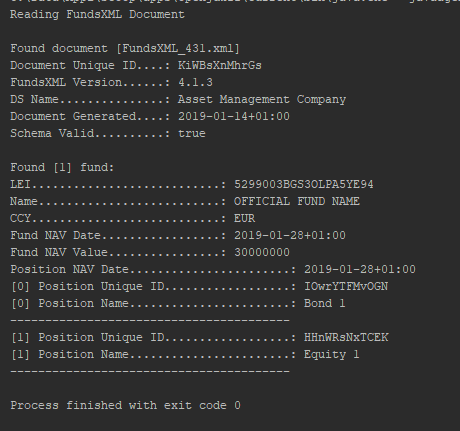 Reading FundsXML Document
Found document [FundsXML_431.xml]
Document Unique ID....: KiWBsXnMhrGs
FundsXML Version......: 4.1.3
DS Name...............: Asset Management Company
Document Generated....: 2019-01-14+01:00
Schema Valid..........: true
Found [1] fund:
LEI...........................: 5299003BGS3OLPA5YE94
Name..........................: OFFICIAL FUND NAME
CCY...........................: EUR
Fund NAV Date.................: 2019-01-28+01:00
Fund NAV Value................: 30000000
Position NAV Date.......................: 2019-01-28+01:00
[0] Position Unique ID..................: IOwrYTFMvOGN
[0] Position Name.......................: Bond 1
----------------------------------------
[1] Position Unique ID..................: HHnWRsNxTCEK
[1] Position Name.......................: Equity 1
----------------------------------------
Process finished with exit code 0